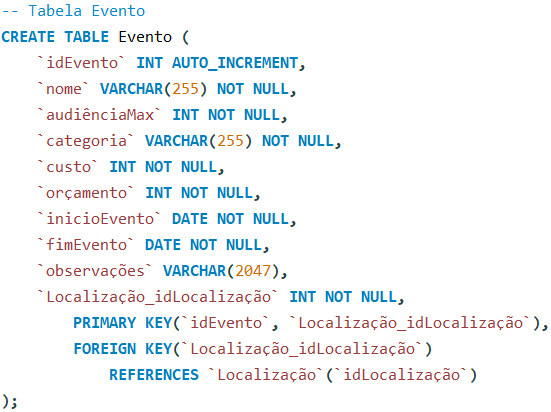 -- Tabela Evento
CREATE TABLE Evento (
    `idEvento` INT AUTO_INCREMENT,
    `nome` VARCHAR(255) NOT NULL,
    `audiênciaMax` INT NOT NULL,
    `categoria` VARCHAR(255) NOT NULL,
    `custo` INT NOT NULL,
    `orçamento` INT NOT NULL,
    `inicioEvento` DATE NOT NULL,
    `fimEvento` DATE NOT NULL,
    `observações` VARCHAR(2047),
    `Localização_idLocalização` INT NOT NULL,
        PRIMARY KEY(`idEvento`, `Localização_idLocalização`),
        FOREIGN KEY(`Localização_idLocalização`)
            REFERENCES `Localização`(`idLocalização`)
);